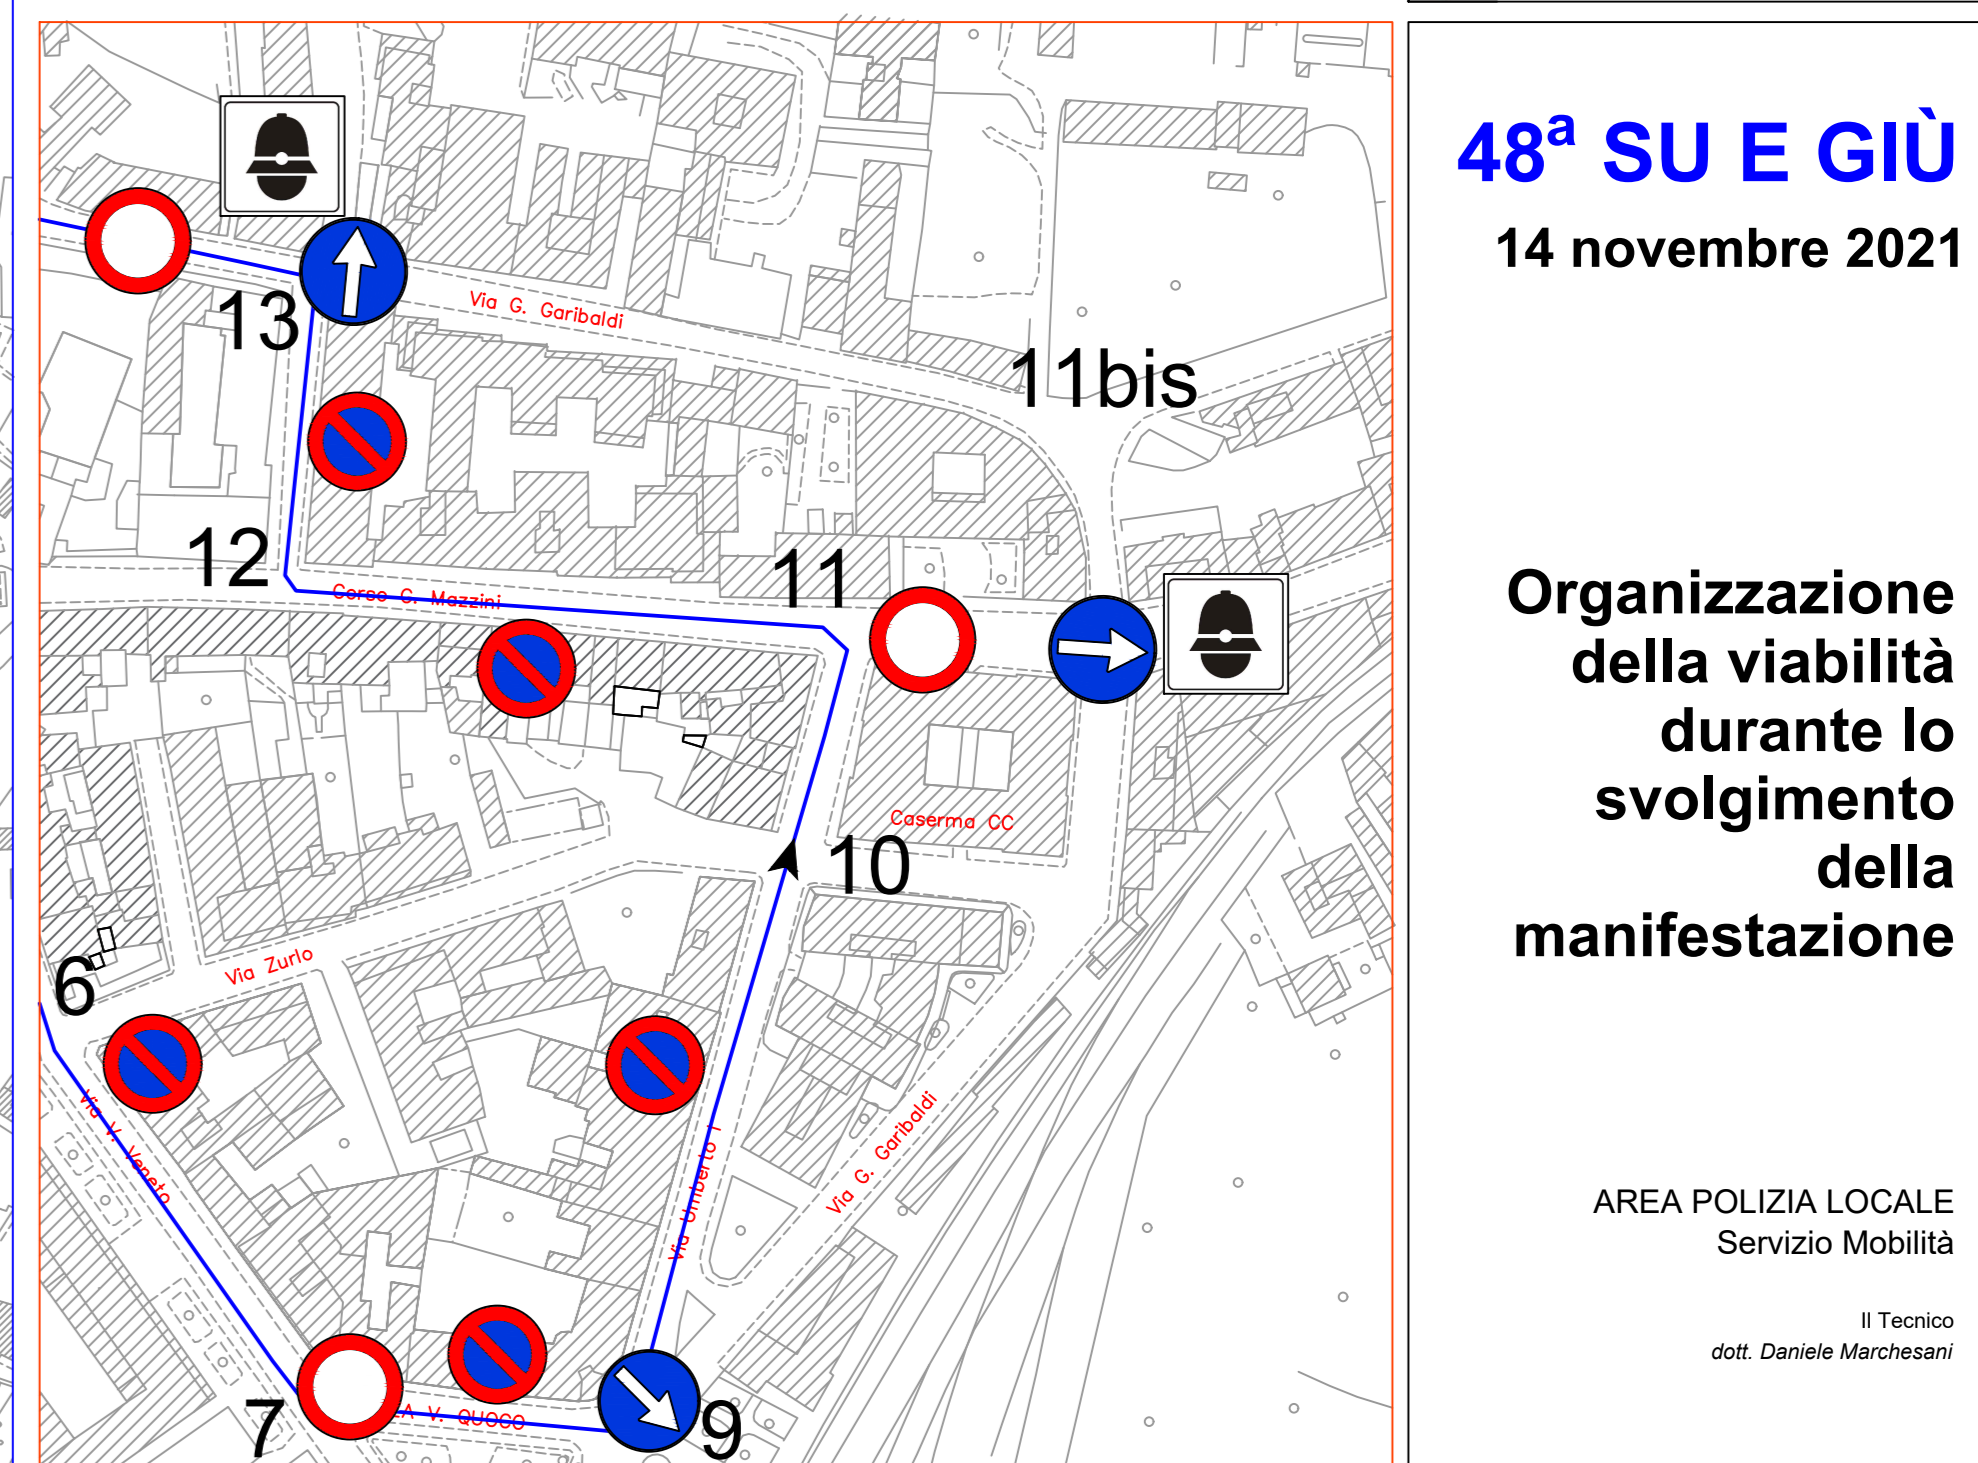 13
Via G. Garibaldi
11bis
12
11
Corso G. Mazzini
Caserma CC
10
6
Via Zurlo
Via V. Veneto
Via Umberto I
Via G. Garibaldi
7
V. CUOCO
9
48ª SU E GIÙ
14 novembre 2021
Organizzazione
della viabilità
durante lo
svolgimento
della
manifestazione
AREA POLIZIA LOCALE
Servizio Mobilità
Il Tecnico
dott. Daniele Marchesani